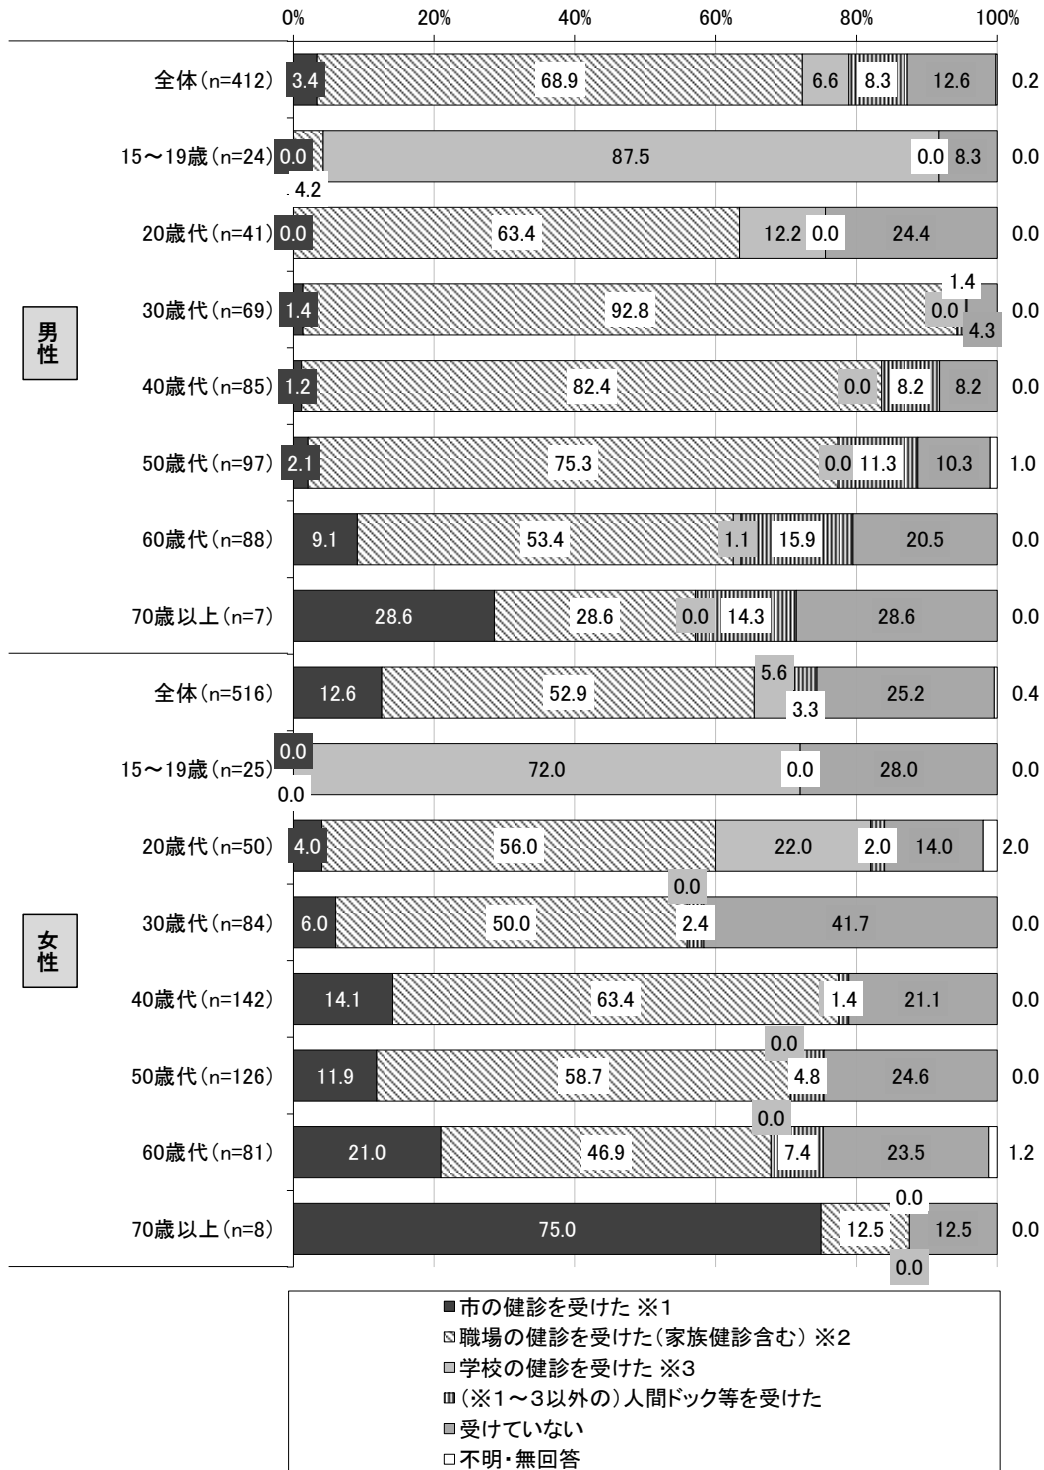 0% 20% 40% 60% 80% 100%
男性
全体(n=412) 3.4 68.9 6.6 8.3 12.6 0.2
15～19歳(n=24) 0.0 4.2 87.5 0.0 8.3 0.0
20歳代(n=41) 0.0 63.4 12.2 0.0 24.4 0.0
30歳代(n=69) 1.4 92.8 0.0 1.4 4.3 0.0
40歳代(n=85) 1.2 82.4 0.0 8.2 8.2 0.0
50歳代(n=97) 2.1 75.3 0.0 11.3 10.3 1.0
60歳代(n=88) 9.1 53.4 1.1 15.9 20.5 0.0
70歳以上(n=7) 28.6 28.6 0.0 14.3 28.6 0.0
女性
全体(n=516) 12.6 52.9 5.6 3.3 25.2 0.4
15～19歳(n=25) 0.0 0.0 72.0 0.0 28.0 0.0
20歳代(n=50) 4.0 56.0 22.0 2.0 14.0 2.0
30歳代(n=84) 6.0 50.0 0.0 2.4 41.7 0.0
40歳代(n=142) 14.1 63.4 1.4 21.1 0.0
50歳代(n=126) 11.9 58.7 0.0 4.8 24.6 0.0
60歳代(n=81) 21.0 46.9 0.0 7.4 23.5 1.2
70歳以上(n=8) 75.0 12.5 0.0 0.0 12.5 0.0
市の健診を受けた ※1
職場の健診を受けた(家族健診含む) ※2
学校の健診を受けた ※3
(※1～3以外の)人間ドック等を受けた
受けていない
不明・無回答